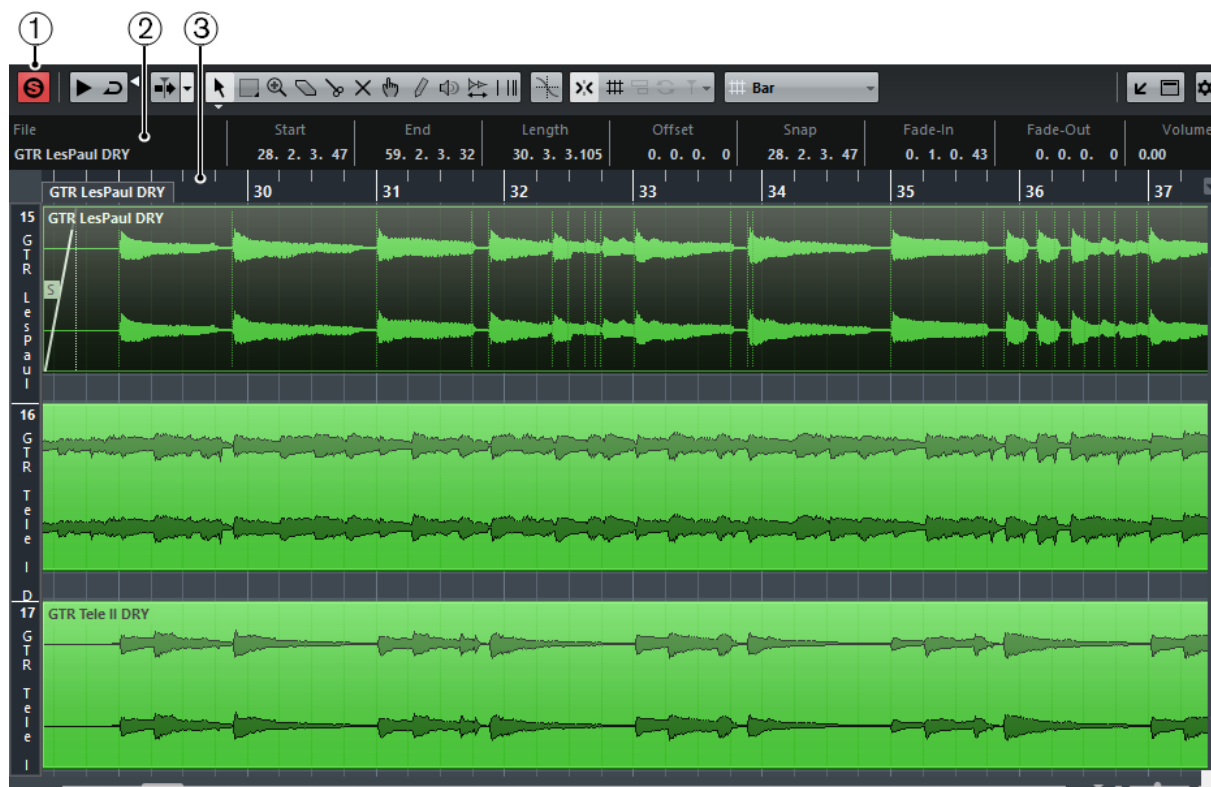 1 2 3
S
Bar
File Start End Length Offset Snap Fade-In Fade-Out Volume
GTR LesPaul DRY 28. 2. 3. 47 59. 2. 3. 32 30. 3. 3.105 0. 0. 0. 0 28. 2. 3. 47 0. 1. 0. 43 0. 0. 0. 0 0.00
GTR LesPaul DRY 30 31 32 33 34 35 36 37
15 GTR LesPaul DRY
GTR LesPaul
S
16
GTR Tele I D
17 GTR Tele II DRY
GTR Tele I